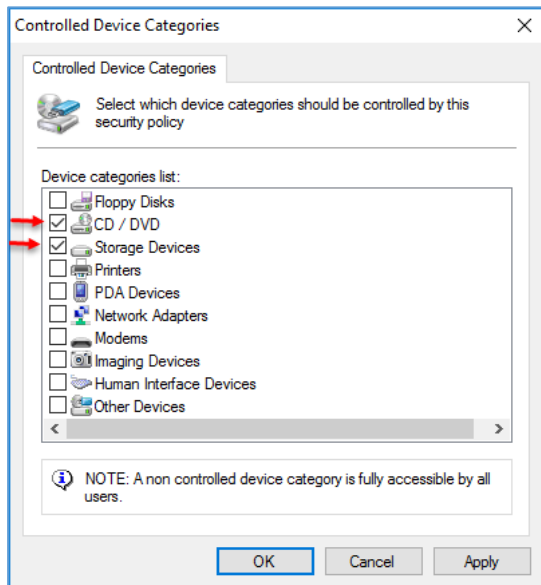 Controlled Device Categories
Controlled Device Categories
Select which device categories should be controlled by this
security policy
Device categories list:
Floppy Disks
CD / DVD
Storage Devices
Printers
PDA Devices
Network Adapters
Modems
Imaging Devices
Human Interface Devices
Other Devices
NOTE: A non controlled device category is fully accessible by all
users.
OK Cancel Apply